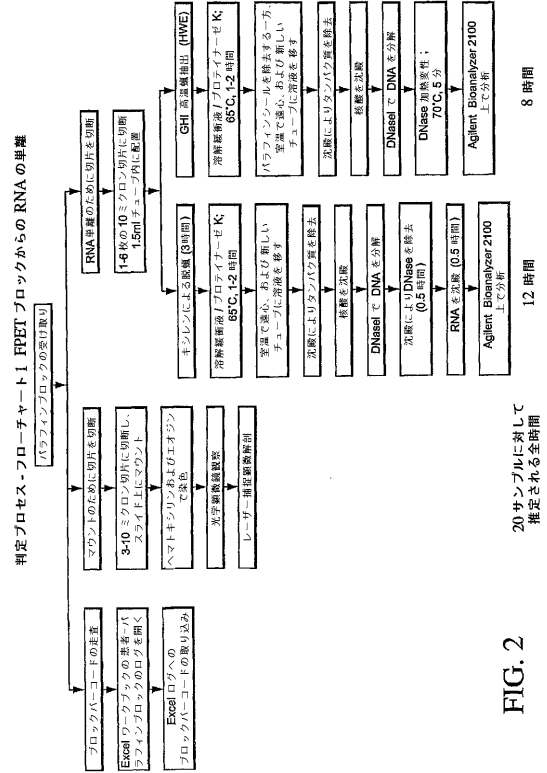 判定プロセス - フローチャート1 FPET ブロックからの RNA の単離
パラフィンブロックの受け取り
ブロックバーコードの走査
Excel ワークブックの患者ーパ
ラフィンブロックのログを開く
Excel ログへの
ブロックバーコードの取り込み
マウントのために切片を切断
3-10 ミクロン切片に切断し、
スライド上にマウント
ヘマトキシリンおよびエオジン
で染色
光学顕微鏡観察
レーザー捕捉顕微解剖
RNA単離のために切片を切断
1-6 枚の10 ミクロン切片に切断
1.5ml チューブ内に配置
キシレンによる脱蝋 (3時間)
溶解緩衝液 / プロテイナーゼ K;
65°C, 1-2 時間
室温で遠心、および 新しい
チューブに溶液を移す
沈殿によりタンパク質を除去
核酸を沈殿
DNaseI で DNA を分解
沈殿によりDNase を除去
(0.5 時間)
RNA を沈殿 (0.5 時間)
Agilent Bioanalyzer 2100
上で分析
GHI 高温蝋抽出 (HWE)
溶解緩衝液 / プロテイナーゼ K;
65°C, 1-2 時間
パラフィンシールを除去する一方、
室温で遠心、および 新しい
チューブに溶液を移す
沈殿によりタンパク質を除去
核酸を沈殿
DNaseI で DNA を分解
DNase 加熱変性;
70°C, 5 分
Agilent Bioanalyzer 2100
上で分析
20 サンプルに対して
推定される全時間
12 時間
8 時間
FIG. 2